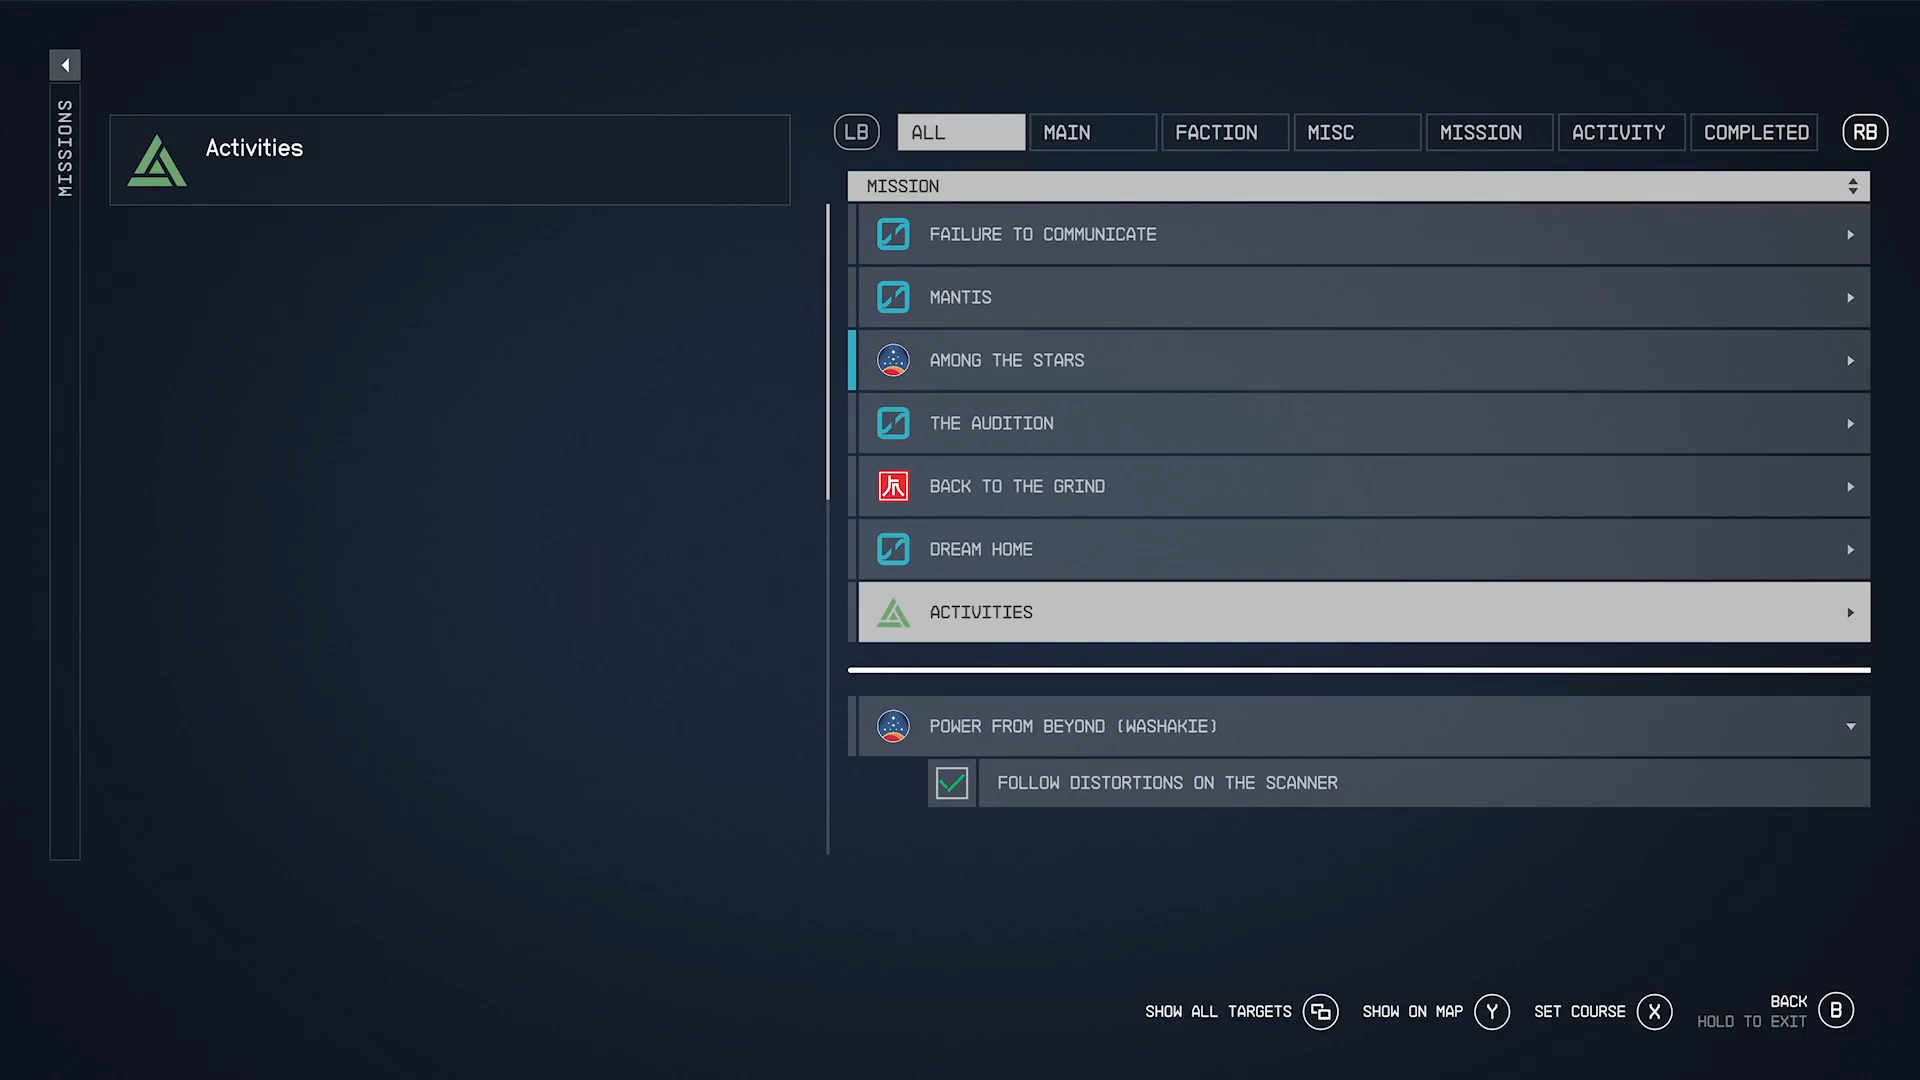 MISSIONS
Activities
LB
ALL
MAIN
FACTION
MISC
MISSION
ACTIVITY
COMPLETED
RB
MISSION
FAILURE TO COMMUNICATE
MANTIS
AMONG THE STARS
THE AUDITION
BACK TO THE GRIND
DREAM HOME
ACTIVITIES
POWER FROM BEYOND (WASHAKIE)
FOLLOW DISTORTIONS ON THE SCANNER
SHOW ALL TARGETS
SHOW ON MAP Y
SET COURSE X
BACK B
HOLD TO EXIT